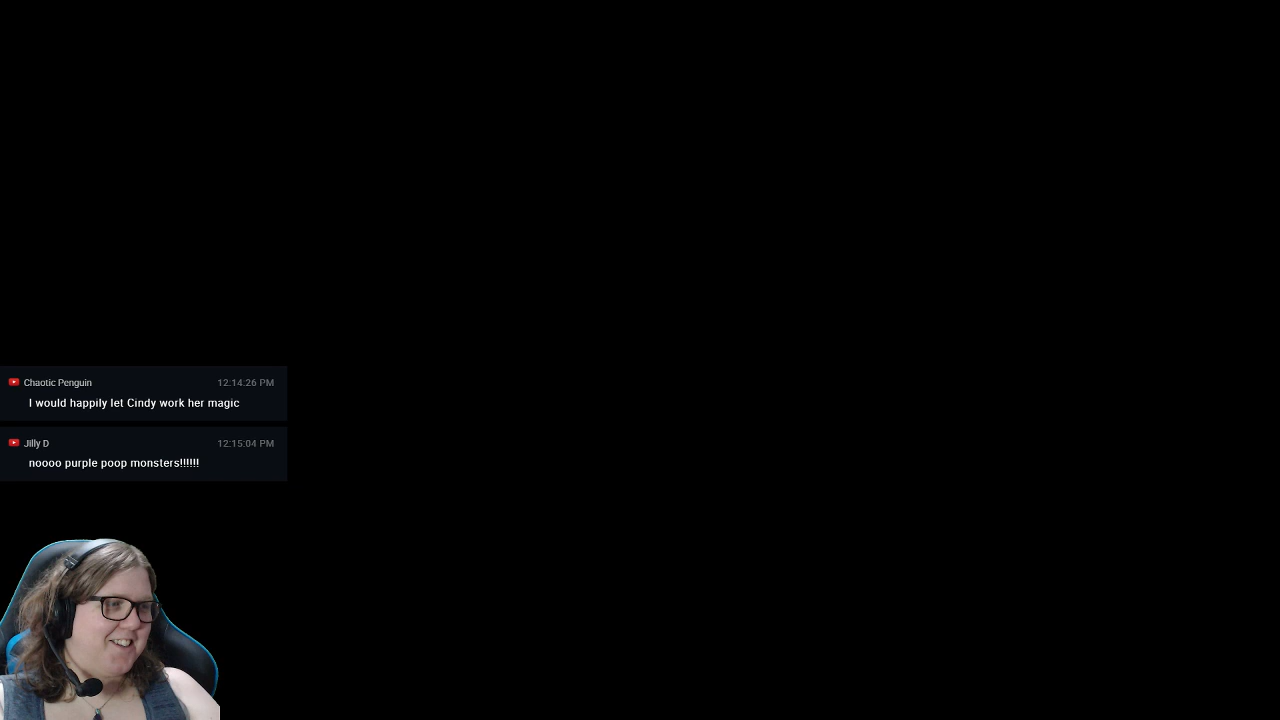 Chaotic Penguin 12:14:26 PM
I would happily let Cindy work her magic
Jilly D 12:15:04 PM
noooo purple poop monsters!!!!!!